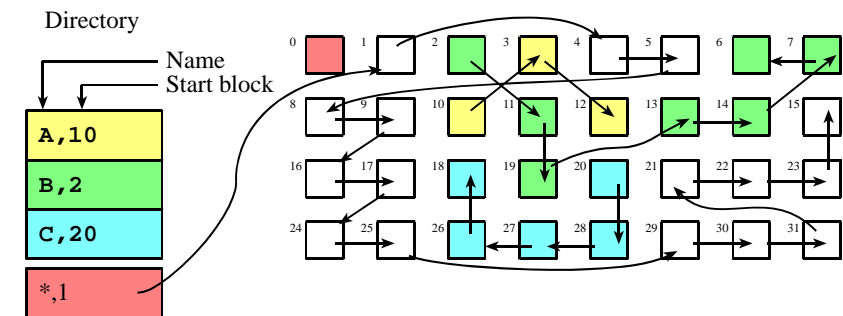 Directory
Name
Start block
A,10
B,2
C,20
*,1
0 1 2 3 4 5 6 7
8 9 10 11 12 13 14 15
16 17 18 19 20 21 22 23
24 25 26 27 28 29 30 31